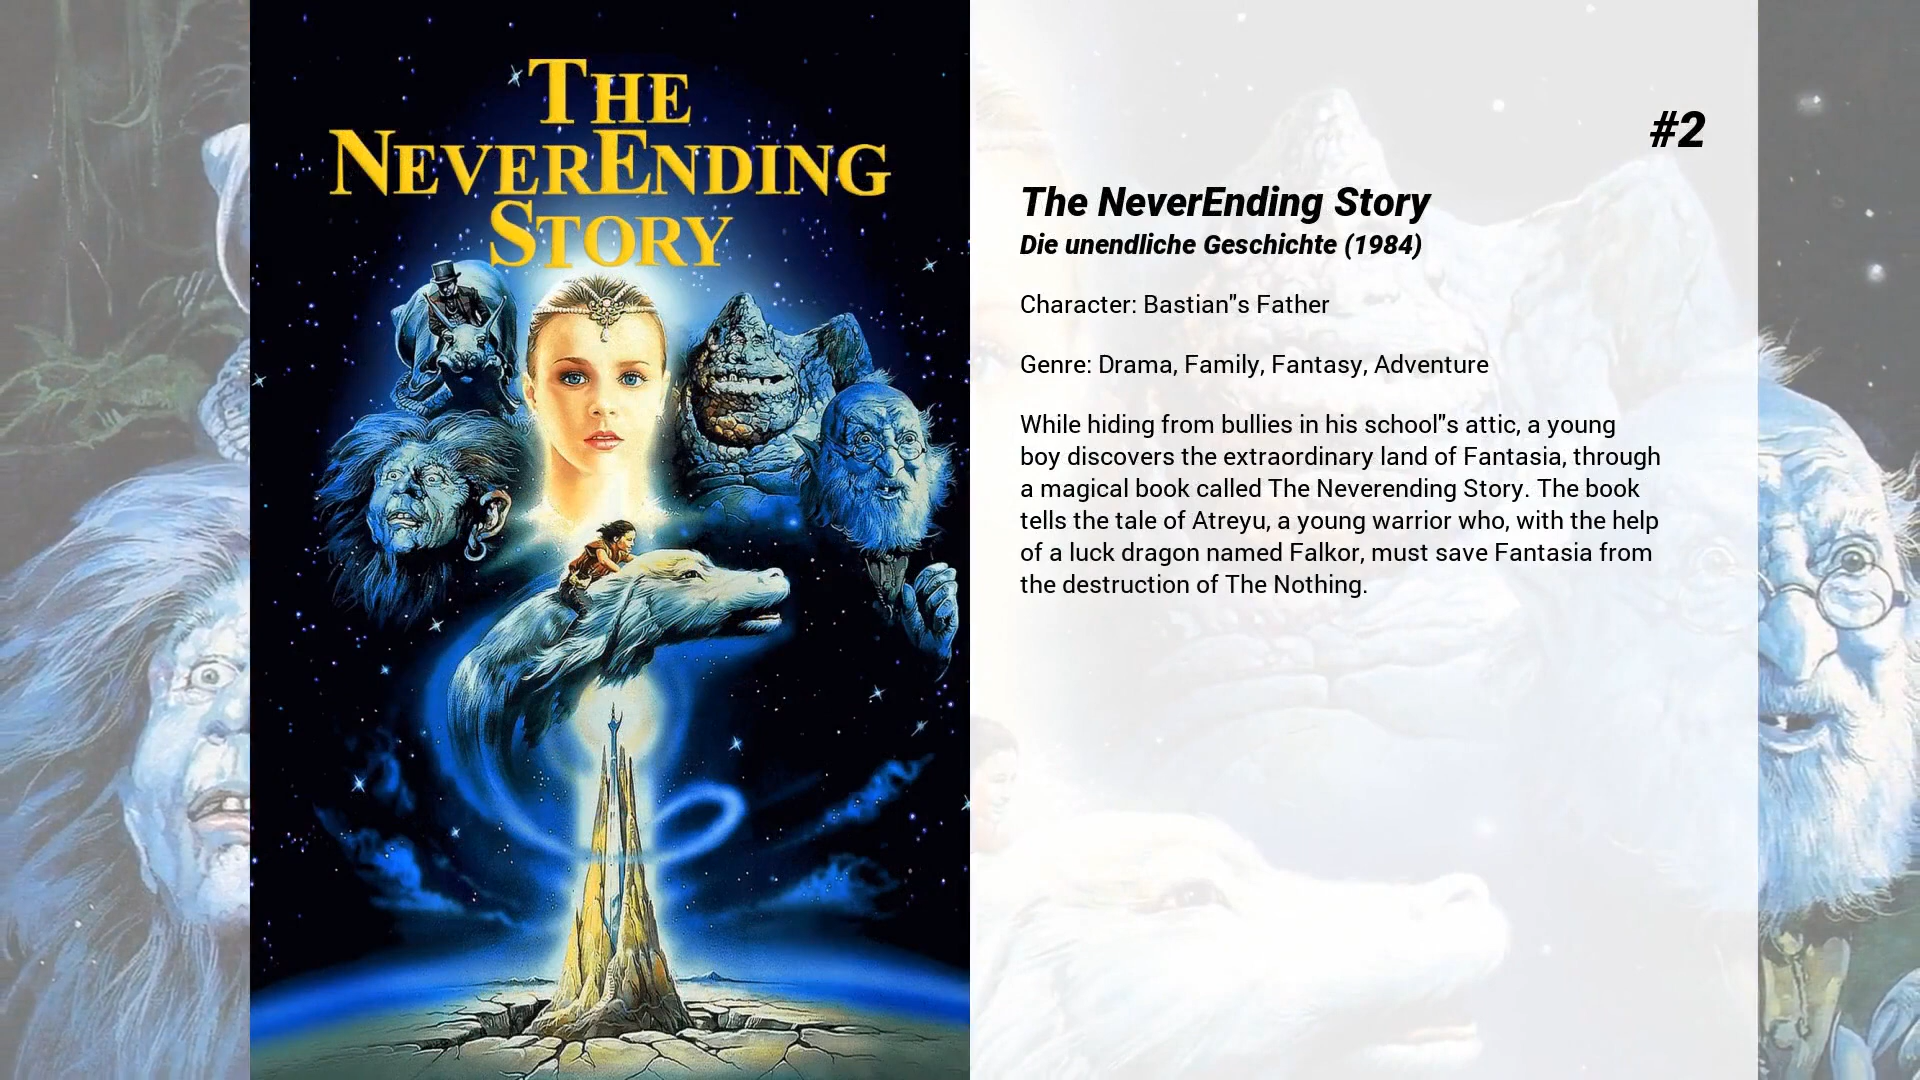 THE
NEVERENDING
STORY
#2
The NeverEnding Story
Die unendliche Geschichte (1984)
Character: Bastian"s Father
Genre: Drama, Family, Fantasy, Adventure
While hiding from bullies in his school"s attic, a young
boy discovers the extraordinary land of Fantasia, through
a magical book called The Neverending Story. The book
tells the tale of Atreyu, a young warrior who, with the help
of a luck dragon named Falkor, must save Fantasia from
the destruction of The Nothing.